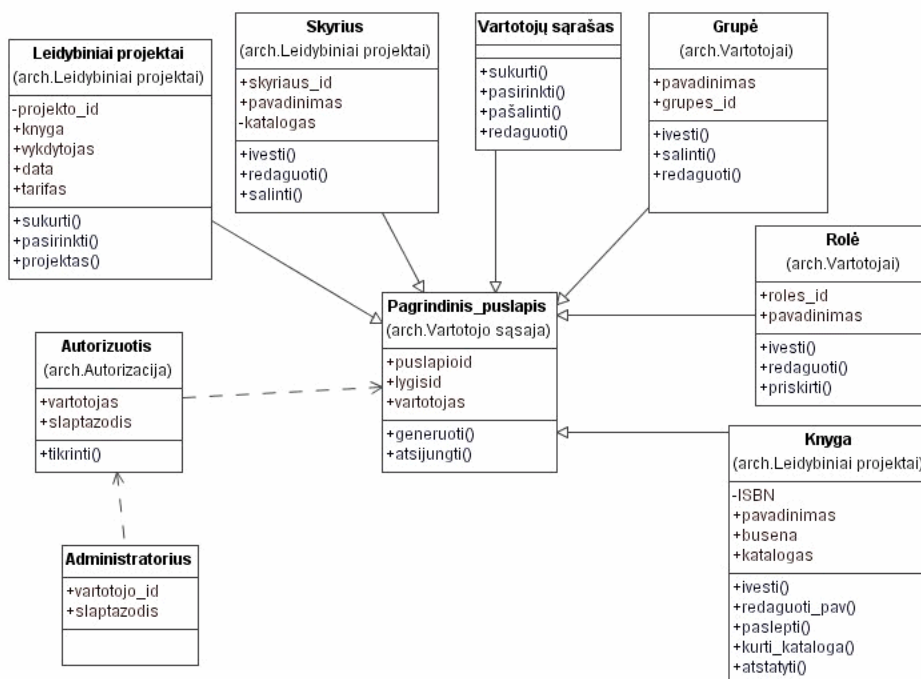 Leidybiniai projektai
(arch.Leidybiniai projektai)
-projekto_id
+knyga
+vykdytojas
+data
+tarifas
+sukurti()
+pasirinkti()
+projektas()
Skyrius
(arch.Leidybiniai projektai)
+skyriaus_id
+pavadinimas
-katalogas
+ivesti()
+redaguoti()
+salinti()
Vartotojų sąrašas
+sukurti()
+pasirinkti()
+pašalinti()
+redaguoti()
Grupė
(arch.Vartotojai)
+pavadinimas
+grupes_id
+ivesti()
+salinti()
+redaguoti()
Rolė
(arch.Vartotojai)
+roles_id
+pavadinimas
+ivesti()
+redaguoti()
+priskirti()
Pagrindinis_puslapis
(arch.Vartotojo sąsaja)
+puslapioid
+lygisid
+vartotojas
+generuoti()
+atsijungti()
Autorizuotis
(arch.Autorizacija)
+vartotojas
+slaptazodis
+tikrinti()
Administratorius
+vartotojo_id
+slaptazodis
Knyga
(arch.Leidybiniai projektai)
-ISBN
+pavadinimas
+busena
+katalogas
+ivesti()
+redaguoti_pav()
+paslepti()
+kurti_kataloga()
+atstatyti()